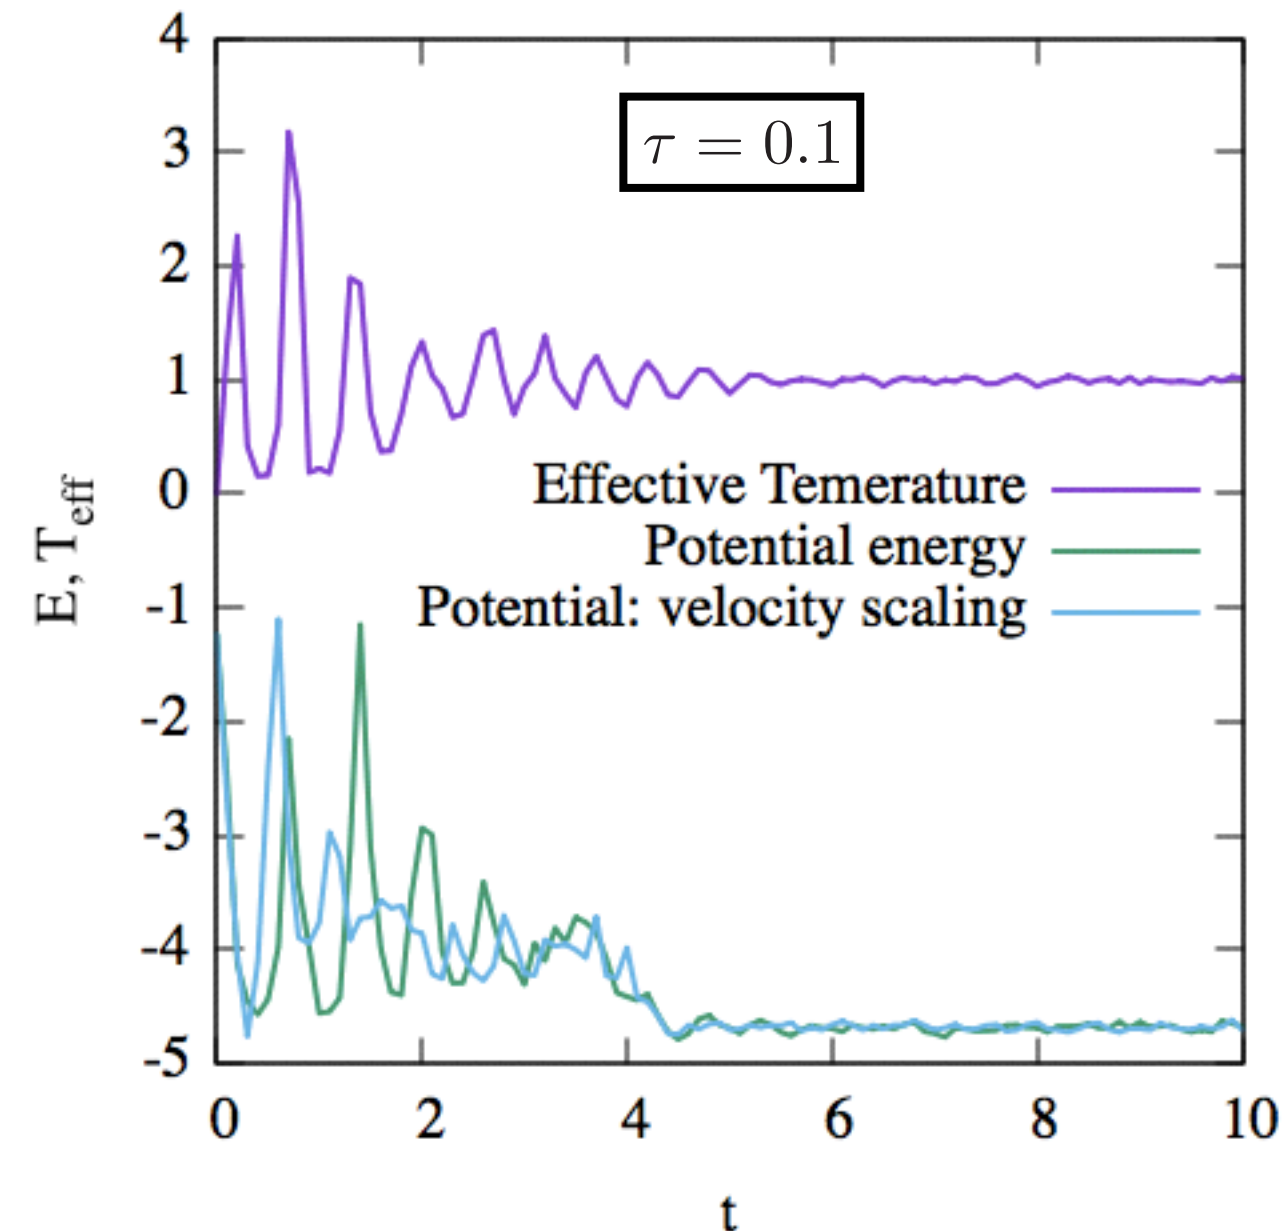 4
3
2
1
0
-1
-2
-3
-4
-5
E, T_eff
τ = 0.1
Effective Temerature
Potential energy
Potential: velocity scaling
0 2 4 6 8 10
t